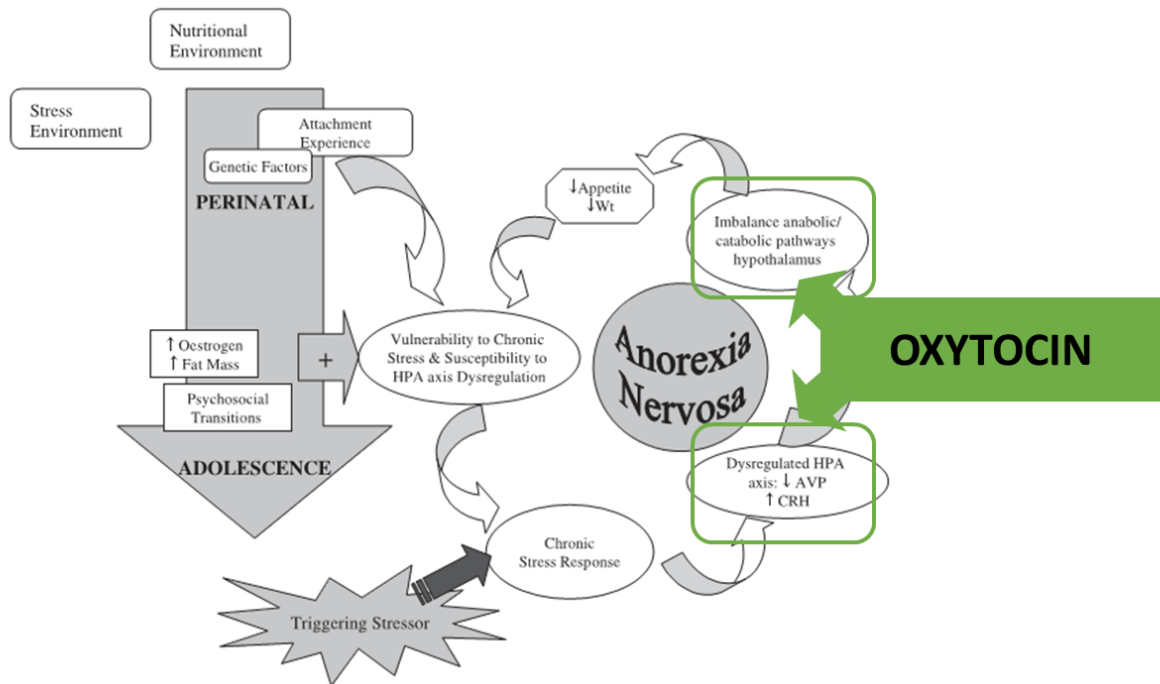 Nutritional
Environment
Stress
Environment
Attachment
Experience
Genetic Factors
PERINATAL
↓Appetite
↓Wt
Imbalance anabolic/
catabolic pathways
hypothalamus
↑ Oestrogen
↑ Fat Mass
+
Vulnerability to Chronic
Stress & Susceptibility to
HPA axis Dysregulation
Anorexia
Nervosa
OXYTOCIN
Psychosocial
Transitions
ADOLESCENCE
Dysregulated HPA
axis: ↓ AVP
↑ CRH
Chronic
Stress Response
Triggering Stressor